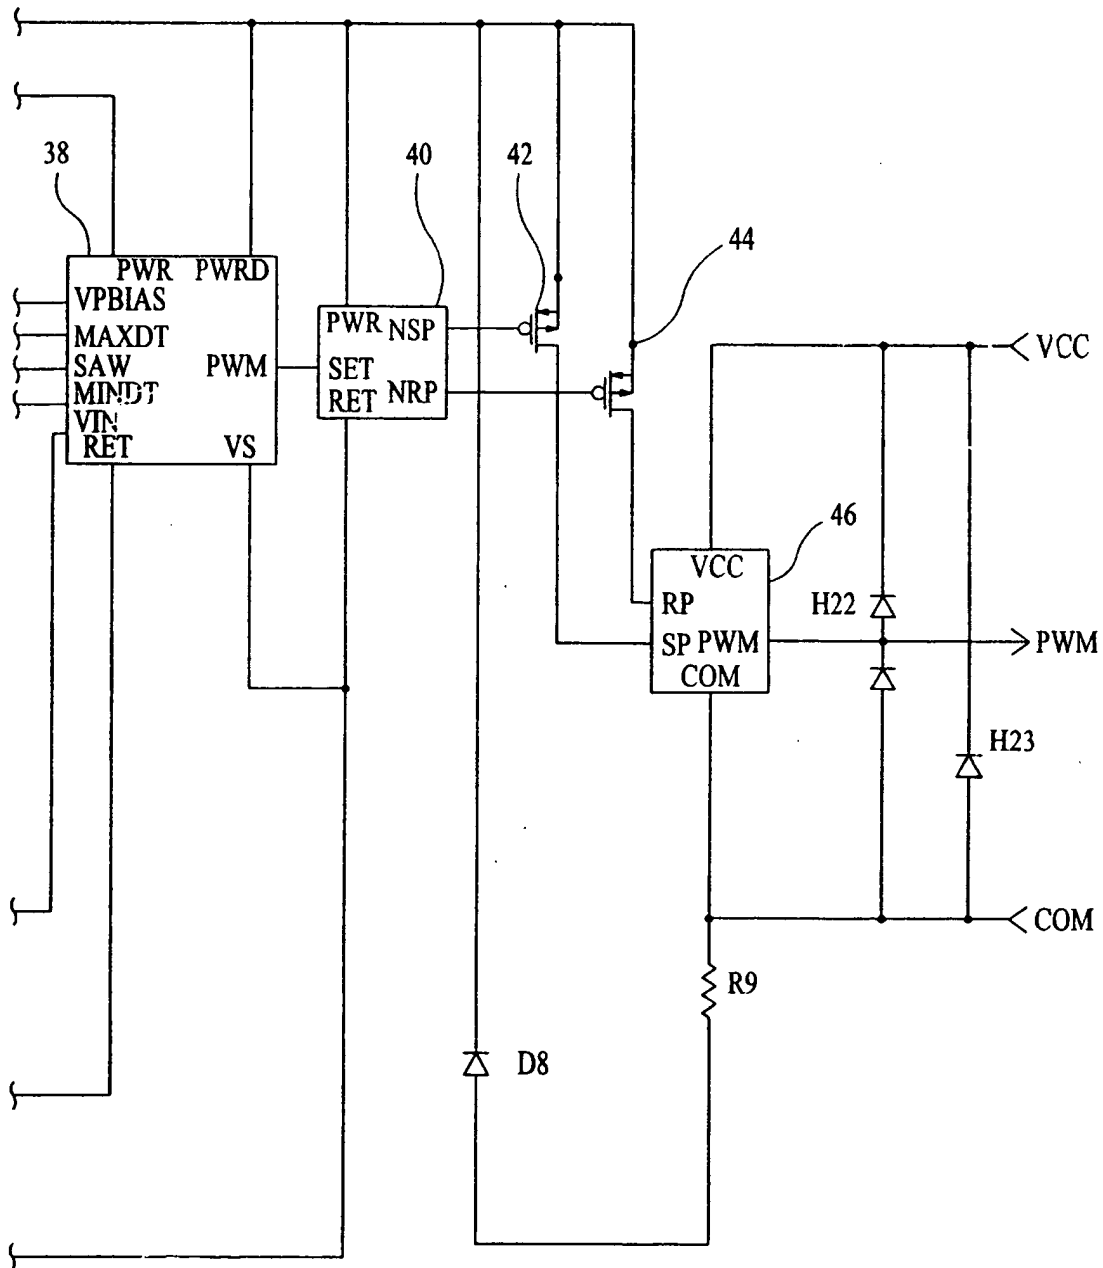 38
40
42
44
PWR PWRD
VPBIAS
MAXDT
SAW
PWM
MINDT
VIN
RET
VS
PWR NSP
SET
NRP
RET
VCC
46
VCC
RP
H22
SP PWM
PWM
COM
H23
COM
R9
D8